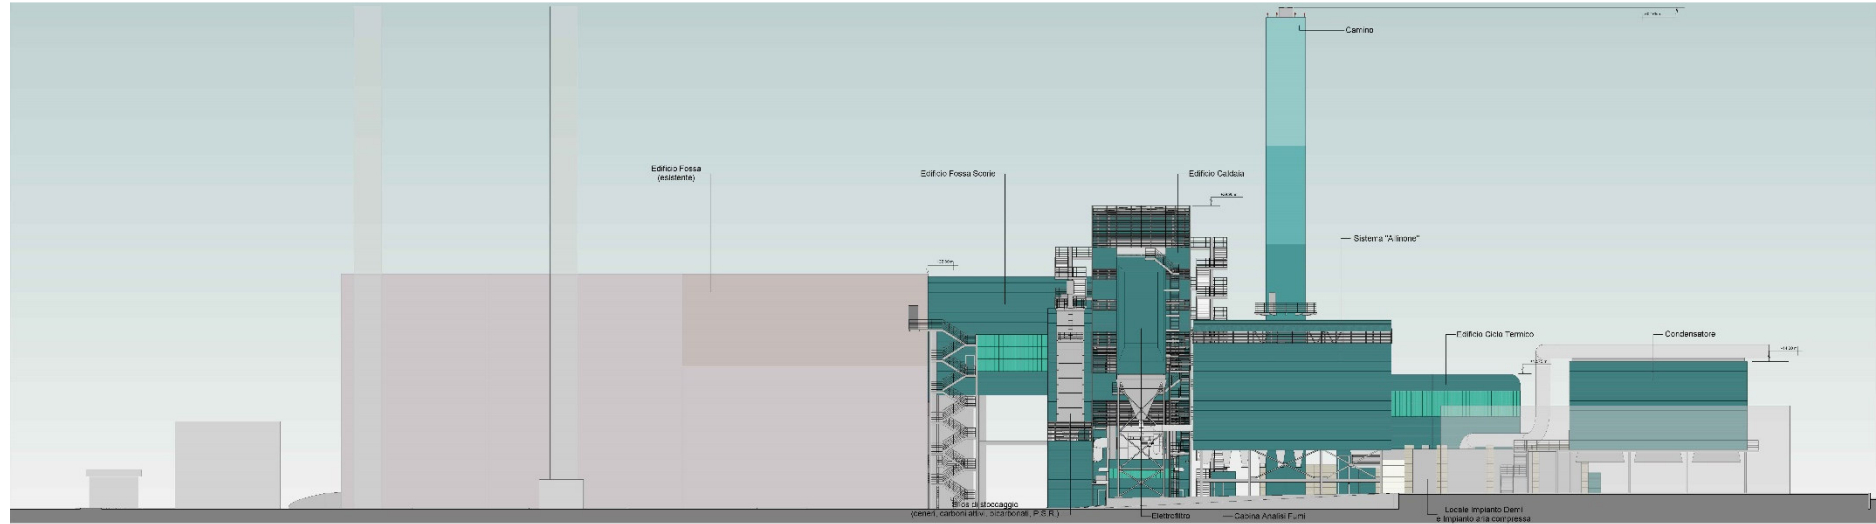 Camino
Edificio Fossa
(esistente)
Edificio Fossa Scorie
Edificio Caldaia
Sistema "Allinone"
Edificio Ciclo Termico
Condensatore
Silos di stoccaggio
(ceneri, carboni attivi, bicarbonati, P.S.R.)
Elettrofiltro
Cabina Analisi Fumi
Locale Impianto Demi
e Impianto aria compressa